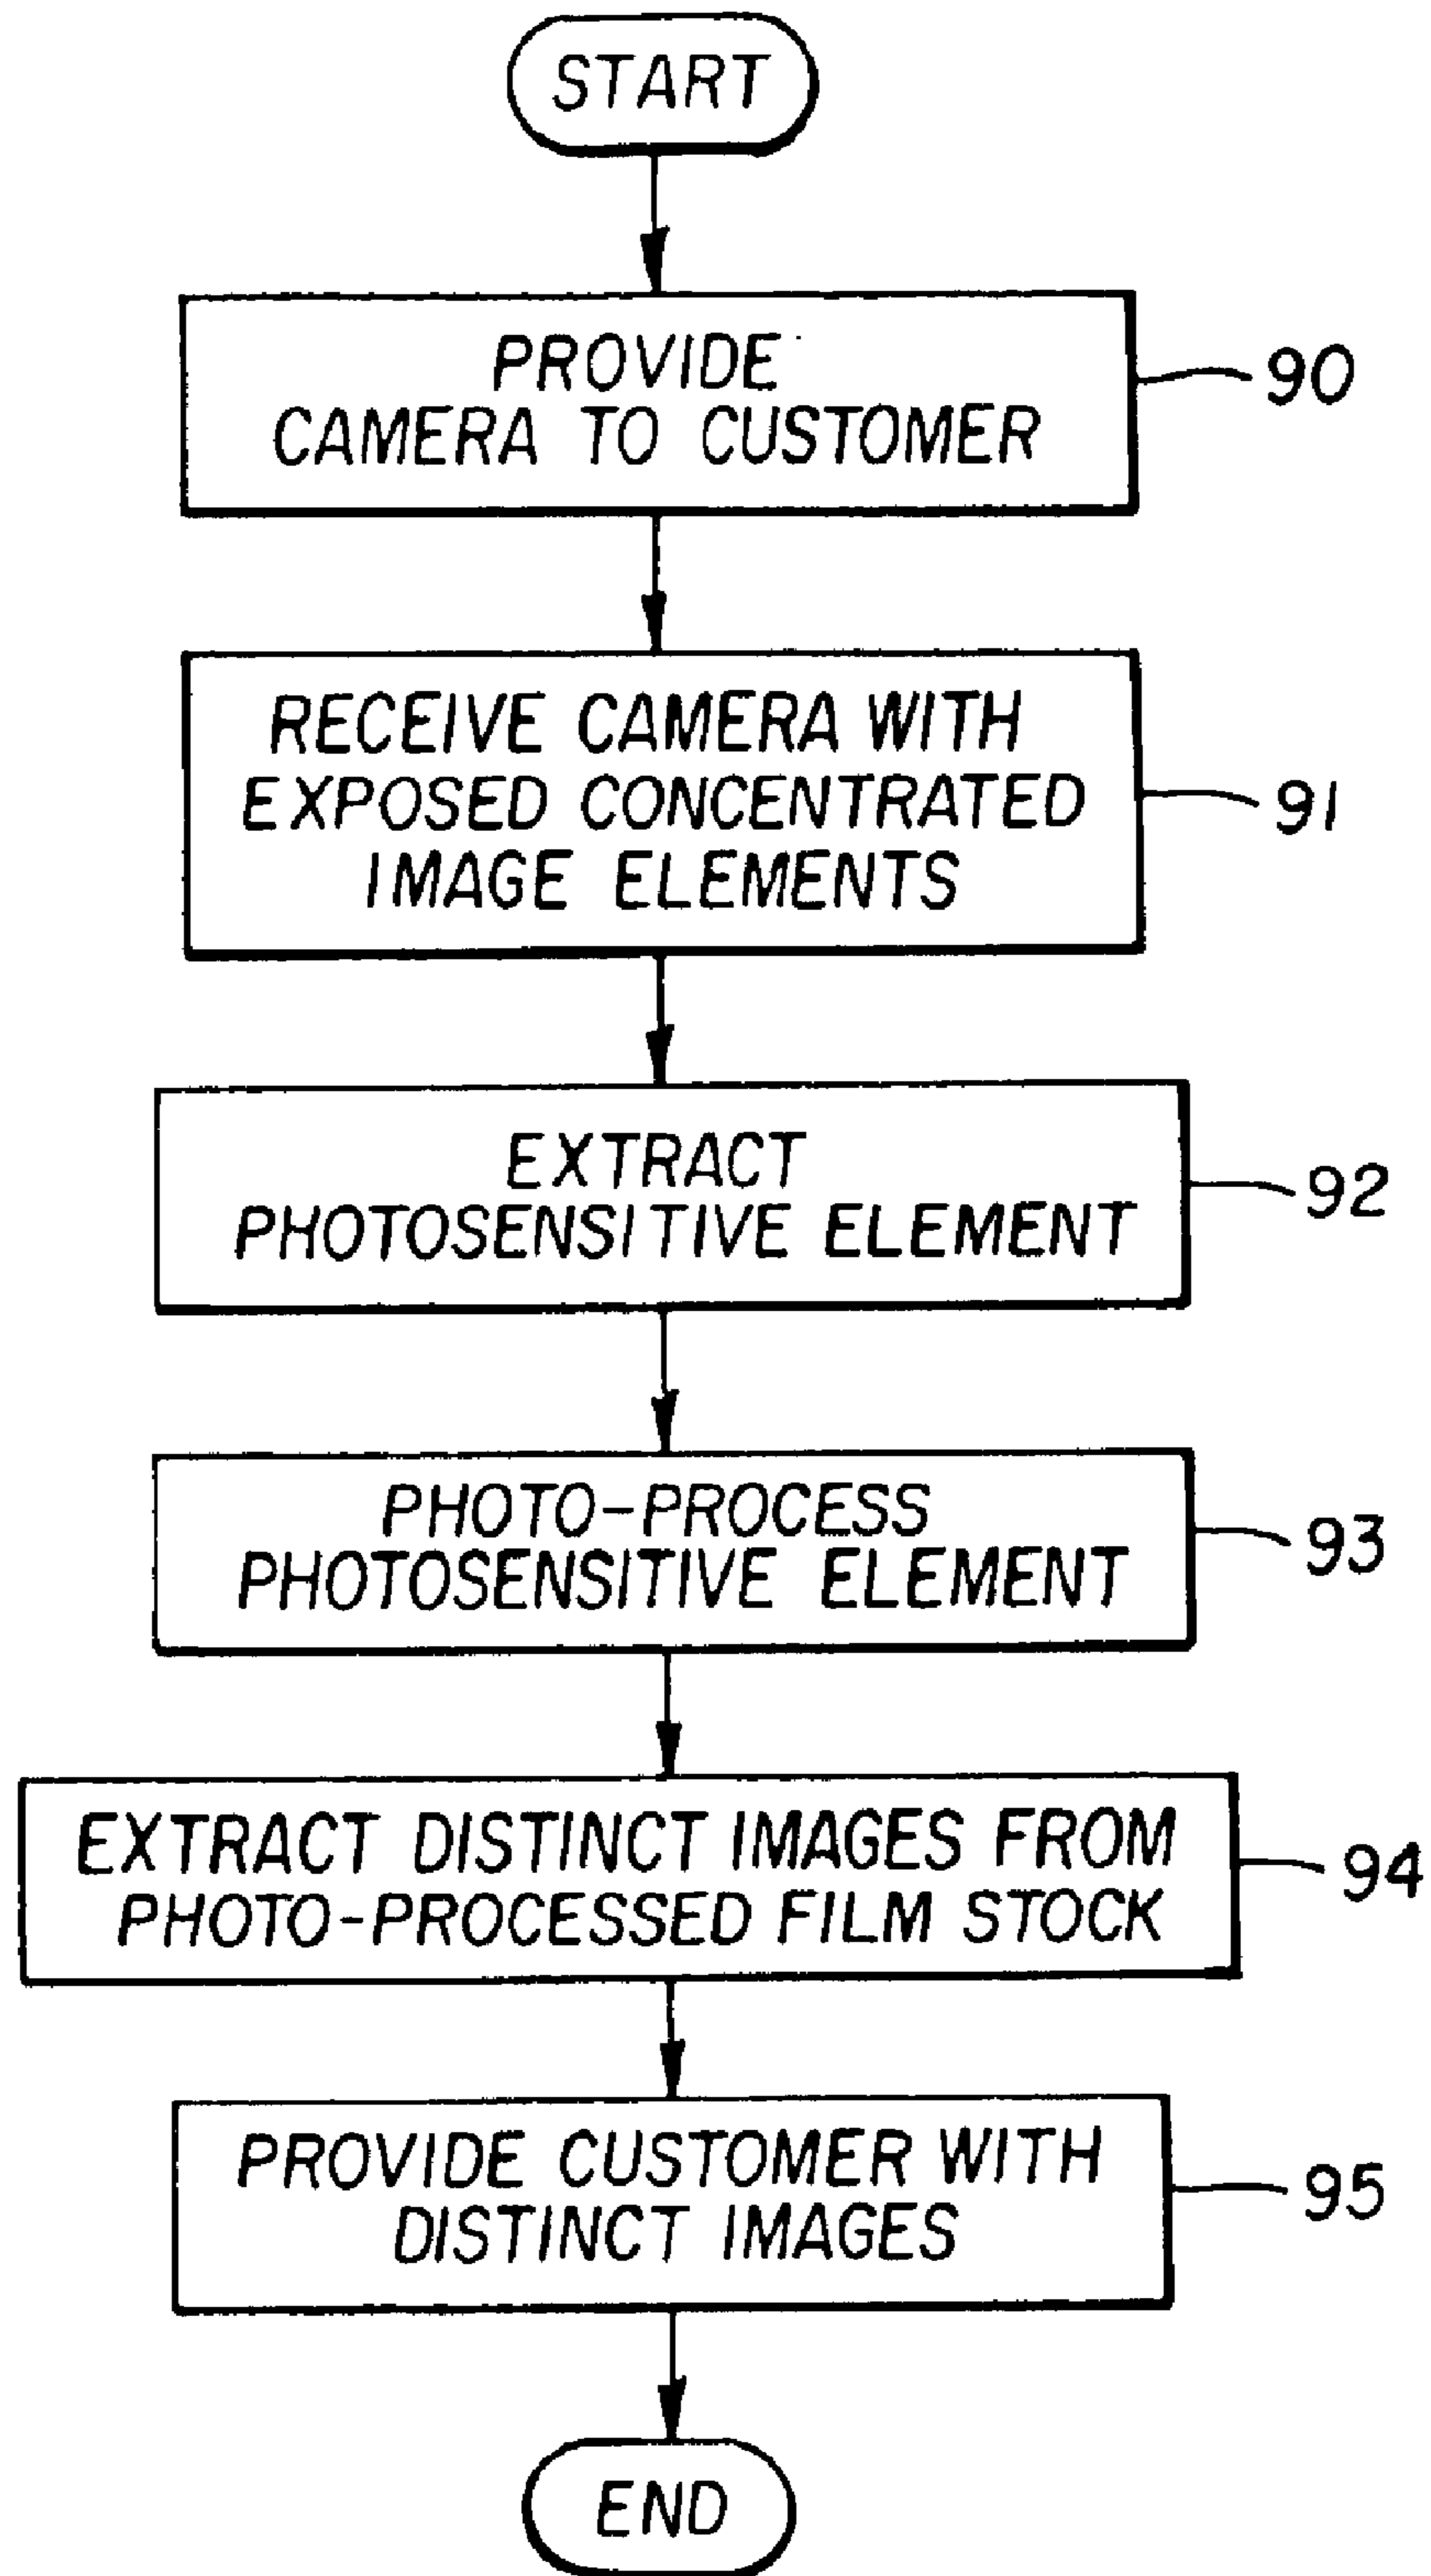 START
PROVIDE
CAMERA TO CUSTOMER
90
RECEIVE CAMERA WITH
EXPOSED CONCENTRATED
IMAGE ELEMENTS
91
EXTRACT
PHOTOSENSITIVE ELEMENT
92
PHOTO-PROCESS
PHOTOSENSITIVE ELEMENT
93
EXTRACT DISTINCT IMAGES FROM
PHOTO-PROCESSED FILM STOCK
94
PROVIDE CUSTOMER WITH
DISTINCT IMAGES
95
END